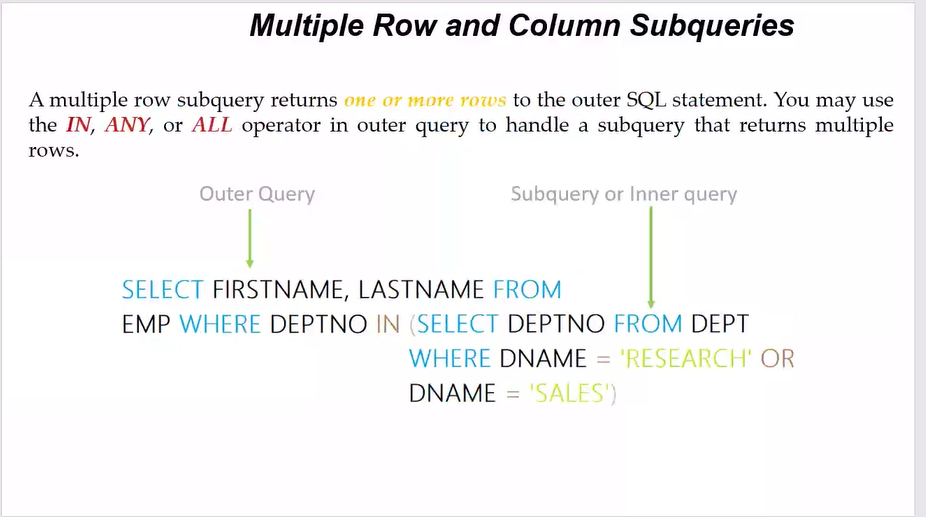 Multiple Row and Column Subqueries
A multiple row subquery returns one or more rows to the outer SQL statement. You may use
the IN, ANY, or ALL operator in outer query to handle a subquery that returns multiple
rows.
Outer Query Subquery or Inner query
SELECT FIRSTNAME, LASTNAME FROM
EMP WHERE DEPTNO IN (SELECT DEPTNO FROM DEPT
WHERE DNAME = 'RESEARCH' OR
DNAME = 'SALES')